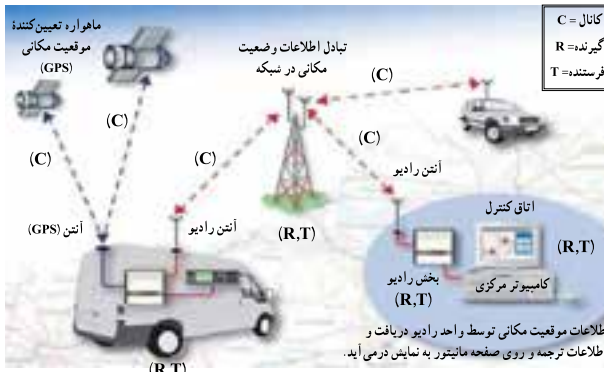 ماهواره تعیین‌کنندهٔ
موقعیت مکانی
(GPS)
تبادل اطلاعات وضعیت
مکانی در شبکه
C = کانال
R = گیرنده
T = فرستنده
(C)
(C)
(C)
(C)
(C)
آنتن (GPS)
آنتن رادیو
(R,T)
آنتن رادیو
اتاق کنترل
(R,T)
کامپیوتر مرکزی
بخش رادیو
(R,T)
(R,T)
طلاعات موقعیت مکانی توسط واحد رادیو دریافت و
طلاعات ترجمه و روی صفحه مانیتور به نمایش درمی‌آید.